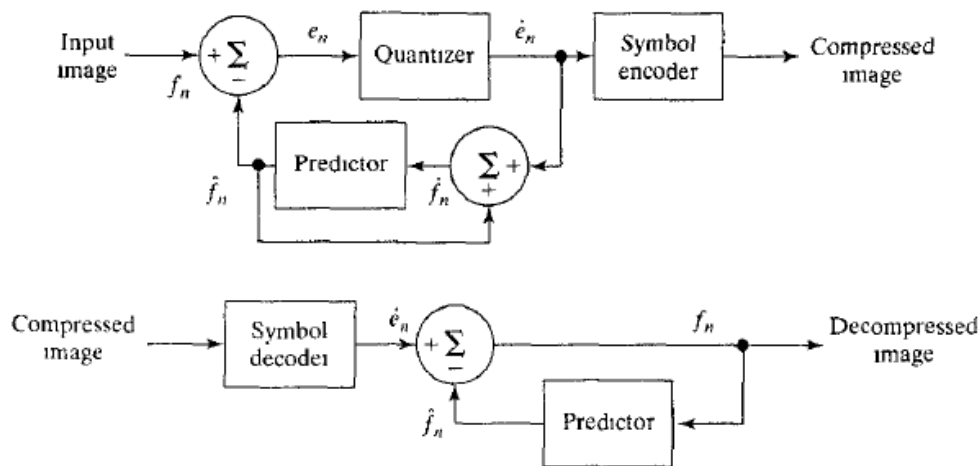 Input image
f_n
+ Σ −
e_n
Quantizer
ė_n
Symbol encoder
Compressed image
f̂_n
Predictor
ḟ_n
Σ + +
Compressed image
Symbol decoder
ė_n
+ Σ −
f_n
Decompressed image
f̂_n
Predictor